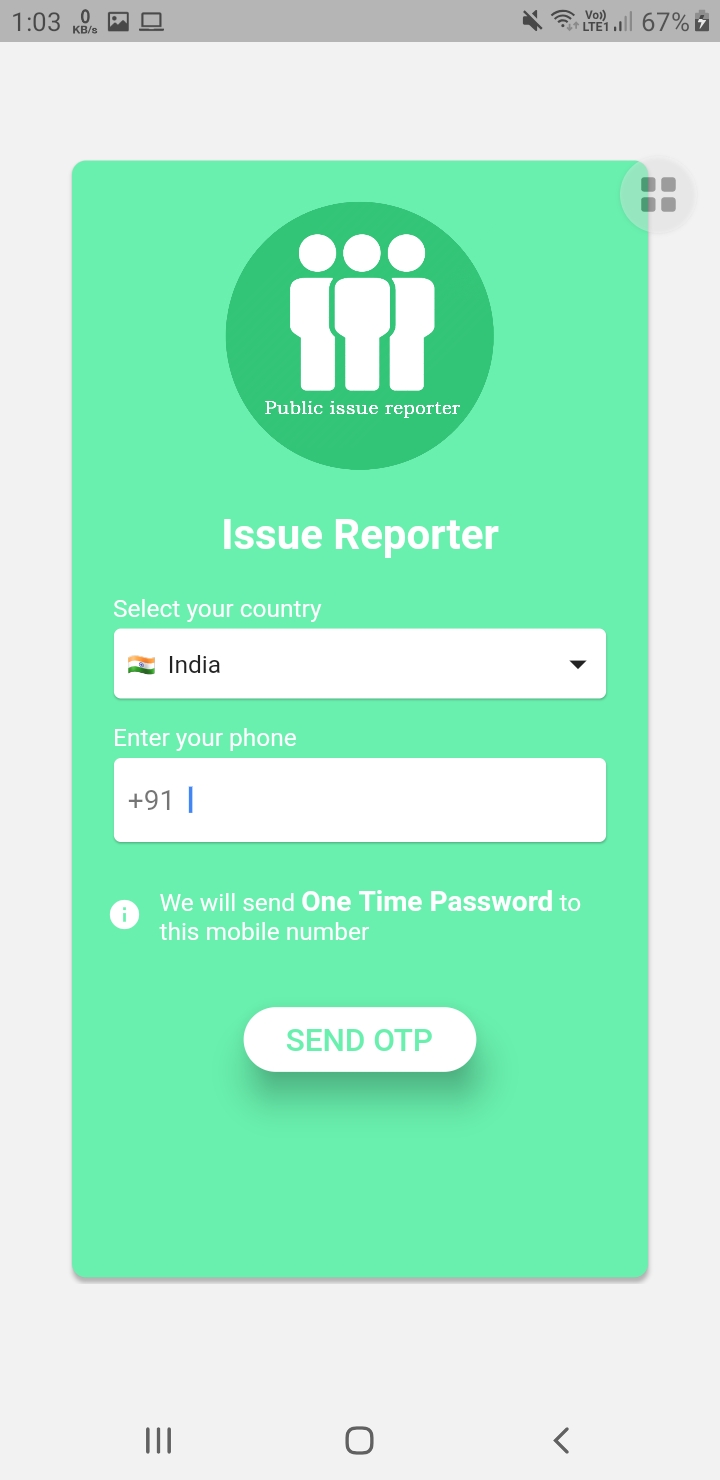 1:03 0 KB/s Vo)) LTE1 67%
Public issue reporter
Issue Reporter
Select your country
India
Enter your phone
+91
We will send One Time Password to
this mobile number
SEND OTP